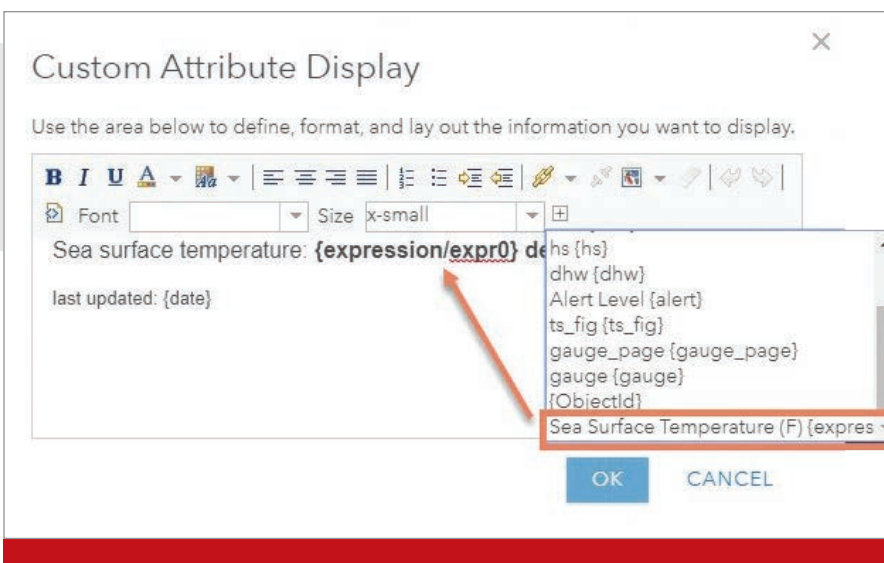 Custom Attribute Display
Use the area below to define, format, and lay out the information you want to display.
B I U A
Font Size x-small
Sea surface temperature: {expression/expr0} de
last updated: {date}
hs {hs}
dhw {dhw}
Alert Level {alert}
ts_fig {ts_fig}
gauge_page {gauge_page}
gauge {gauge}
{ObjectId}
Sea Surface Temperature (F) {expres
OK CANCEL